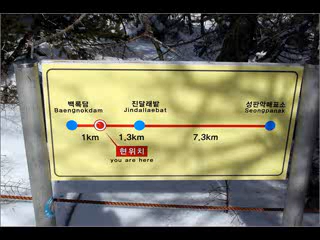 백록담
Baengnokdam
진달래밭
Jindallaebat
성판악매표소
Seongpanak
1km
1,3km
7,3km
현위치
you are here